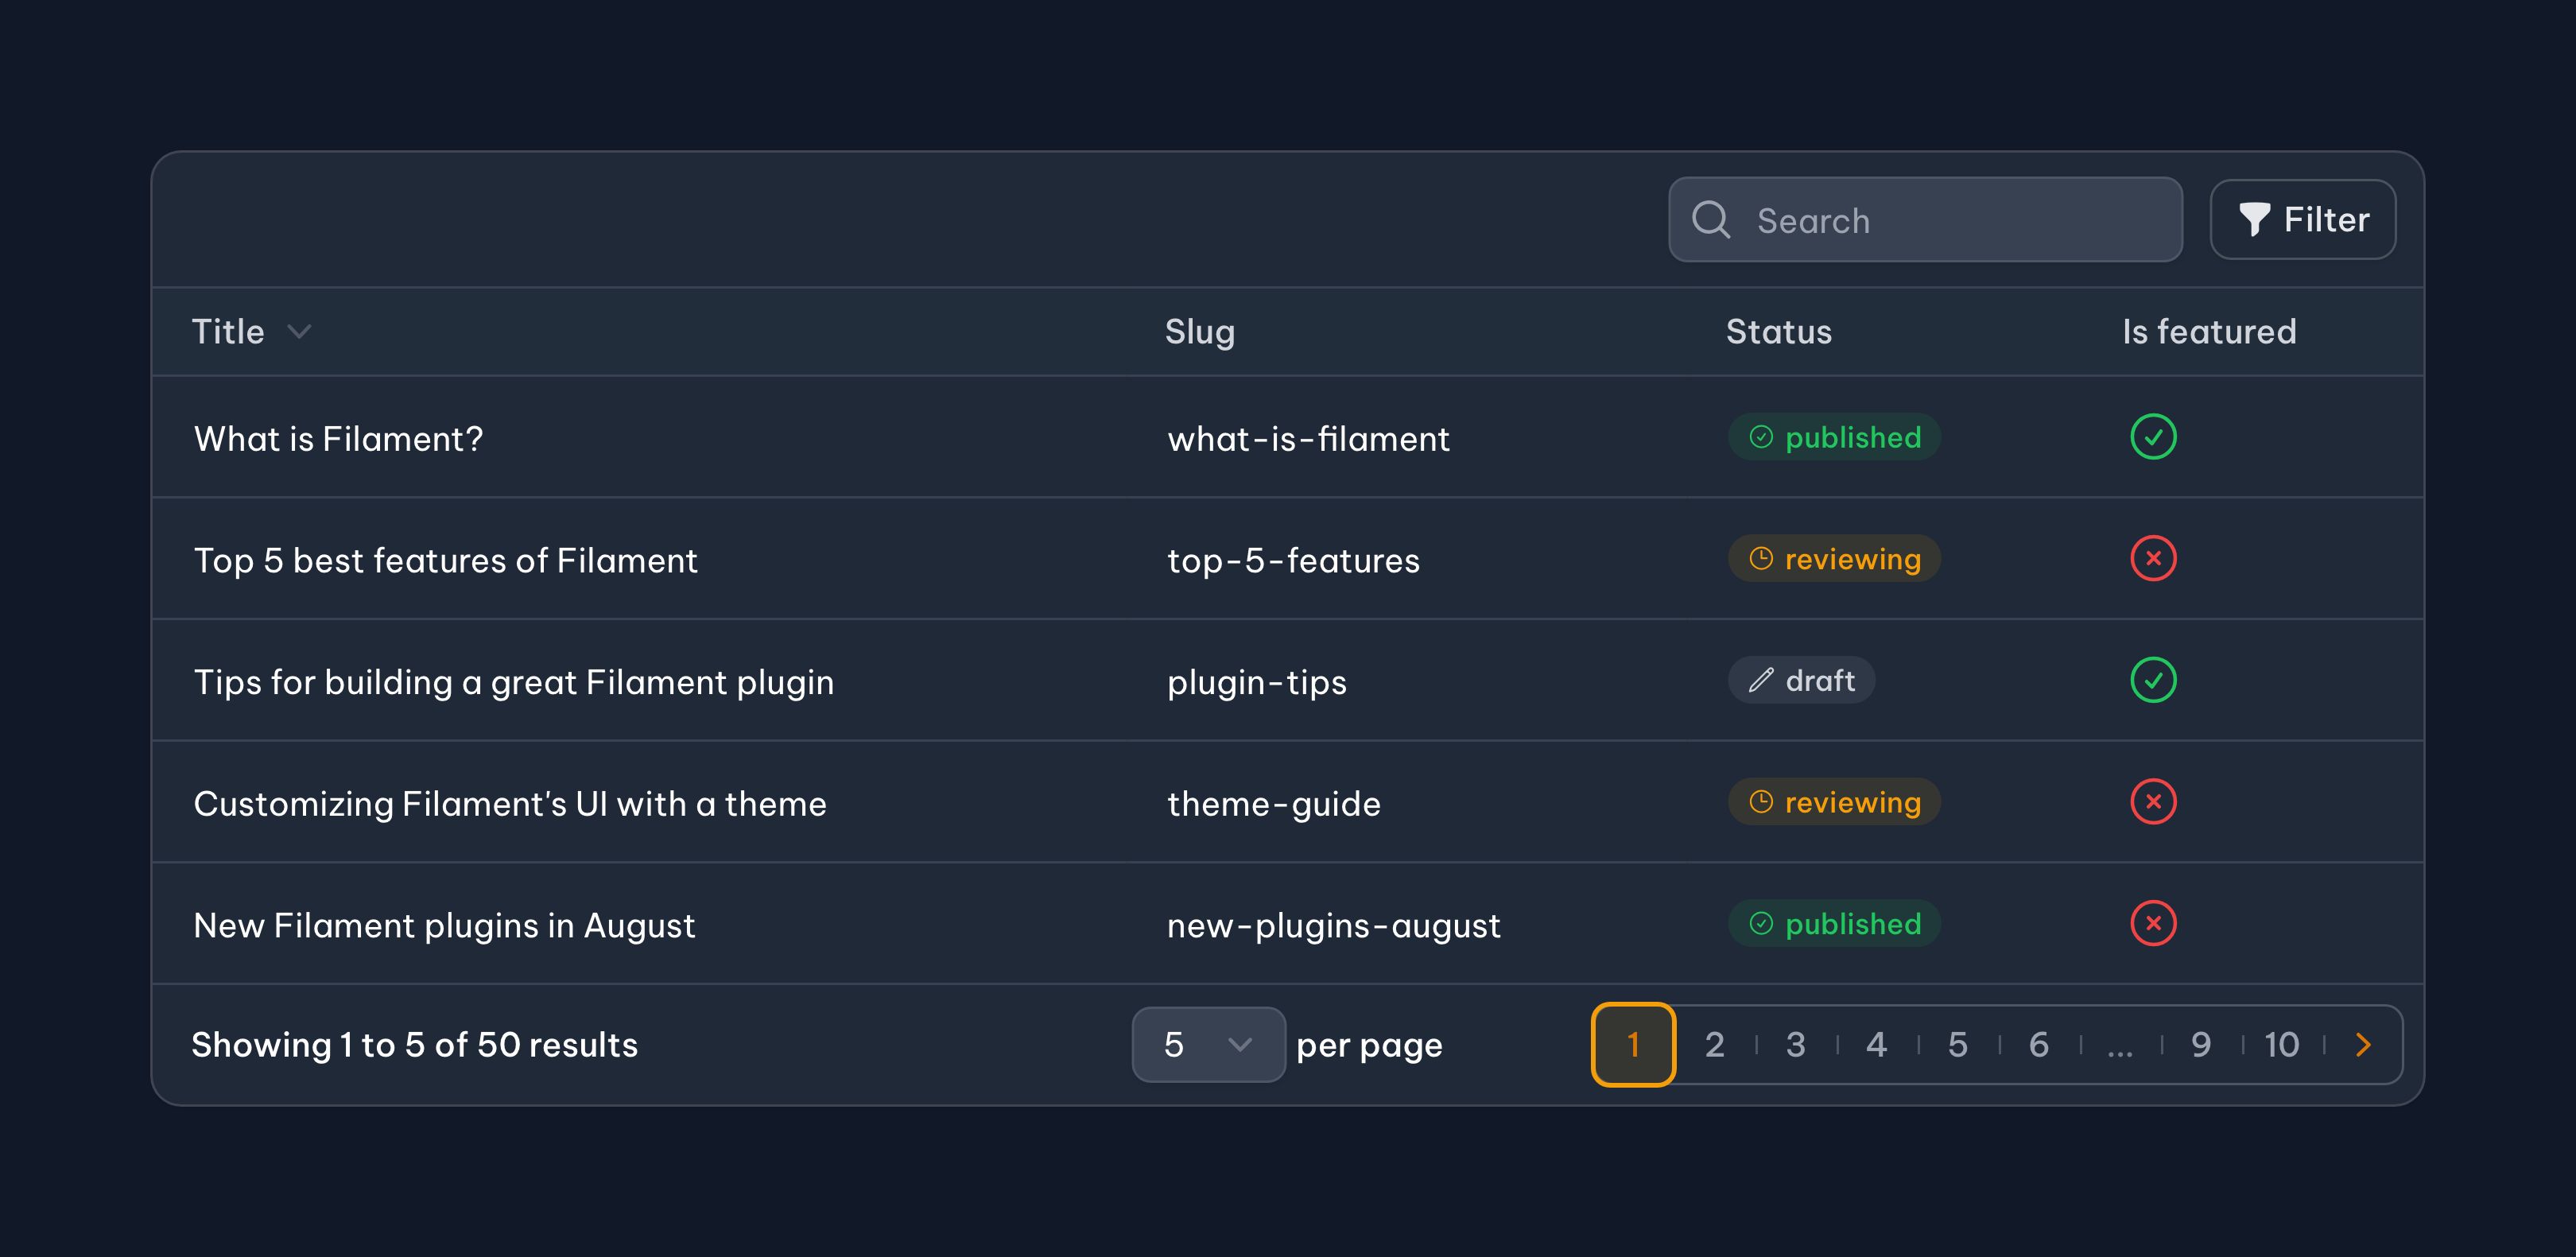 Search Filter
Title Slug Status Is featured
What is Filament? what-is-filament published
Top 5 best features of Filament top-5-features reviewing
Tips for building a great Filament plugin plugin-tips draft
Customizing Filament's UI with a theme theme-guide reviewing
New Filament plugins in August new-plugins-august published
Showing 1 to 5 of 50 results 5 per page 1 2 3 4 5 6 ... 9 10